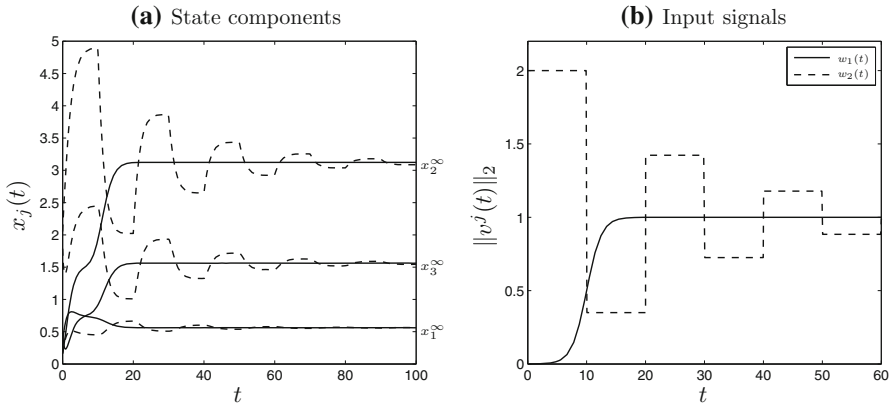 (a) State components
5
4.5
4
3.5
3
2.5
2
1.5
1
0.5
0
x_j(t)
x_2^∞
x_3^∞
x_1^∞
0 20 40 60 80 100
t
(b) Input signals
w_1(t)
w_2(t)
2
1.5
1
0.5
0
||v^j(t)||_2
0 10 20 30 40 50 60
t